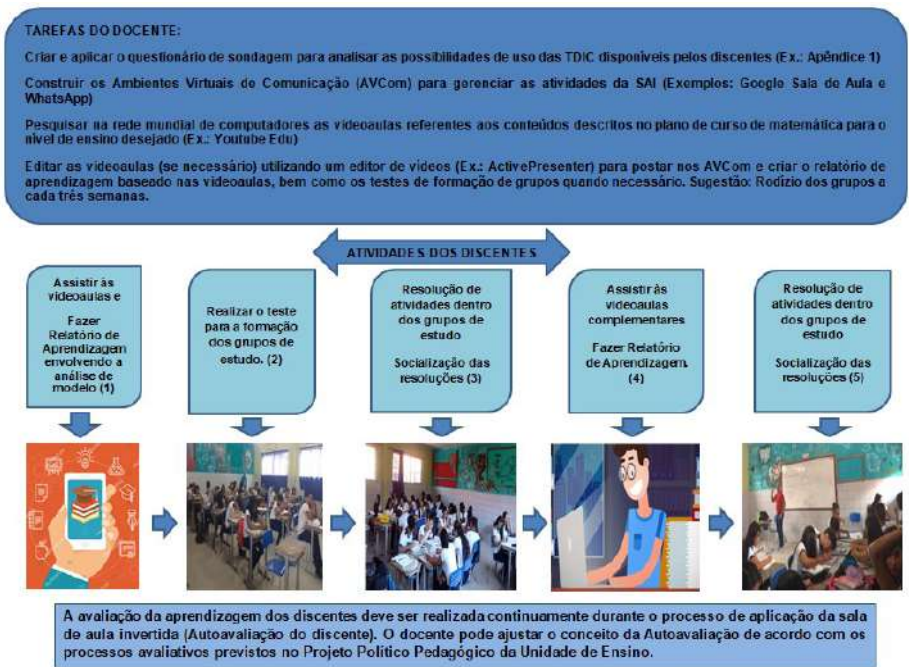 TAREFAS DO DOCENTE:
Criar e aplicar o questionário de sondagem para analisar as possibilidades de uso das TDIC disponíveis pelos discentes (Ex.: Apêndice 1)
Construir os Ambientes Virtuais de Comunicação (AVCom) para gerenciar as atividades da SAI (Exemplos: Google Sala de Aula e
WhatsApp)
Pesquisar na rede mundial de computadores as videoaulas referentes aos conteúdos descritos no plano de curso de matemática para o
nível de ensino desejado (Ex.: Youtube Edu)
Editar as videoaulas (se necessário) utilizando um editor de vídeos (Ex.: ActivePresenter) para postar nos AVCom e criar o relatório de
aprendizagem baseado nas videoaulas, bem como os testes de formação de grupos quando necessário. Sugestão: Rodízio dos grupos a
cada três semanas.
ATIVIDADES DOS DISCENTES
Assistir às
videoaulas e
Fazer
Relatório de
Aprendizagem
envolvendo a
análise de
modelo (1)
Realizar o teste
para a formação
dos grupos de
estudo. (2)
Resolução de
atividades dentro
dos grupos de
estudo
Socialização das
resoluções (3)
Assistir às
videoaulas
complementares
Fazer Relatório
de Aprendizagem.
(4)
Resolução de
atividades dentro
dos grupos de
estudo
Socialização das
resoluções (5)
A avaliação da aprendizagem dos discentes deve ser realizada continuamente durante o processo de aplicação da sala
de aula invertida (Autoavaliação do discente). O docente pode ajustar o conceito da Autoavaliação de acordo com os
processos avaliativos previstos no Projeto Político Pedagógico da Unidade de Ensino.